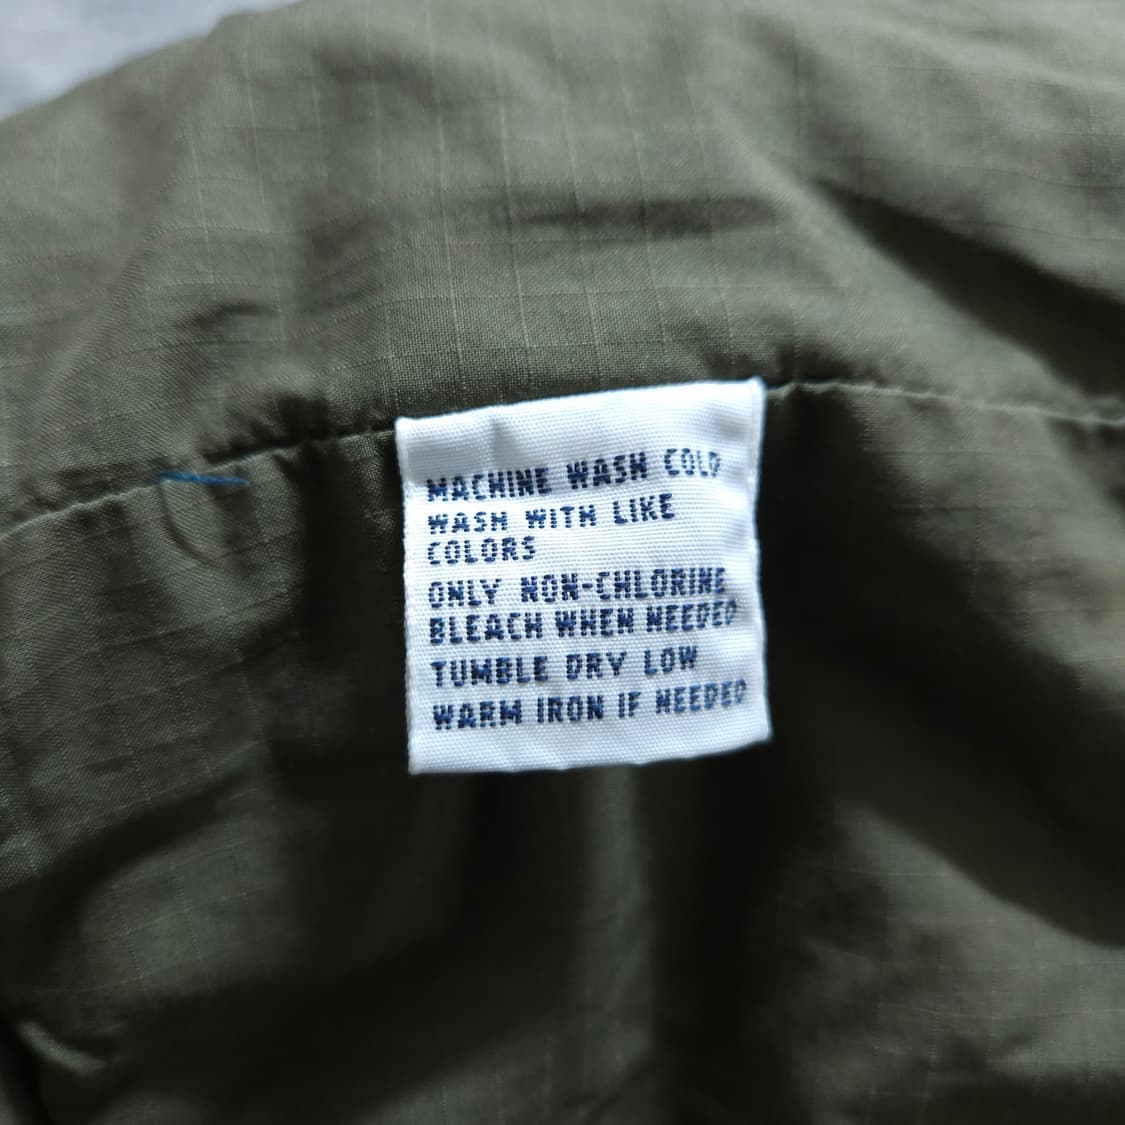 MACHINE WASH COLD
WASH WITH LIKE
COLORS
ONLY NON-CHLORINE
BLEACH WHEN NEEDED
TUMBLE DRY LOW
WARM IRON IF NEEDED